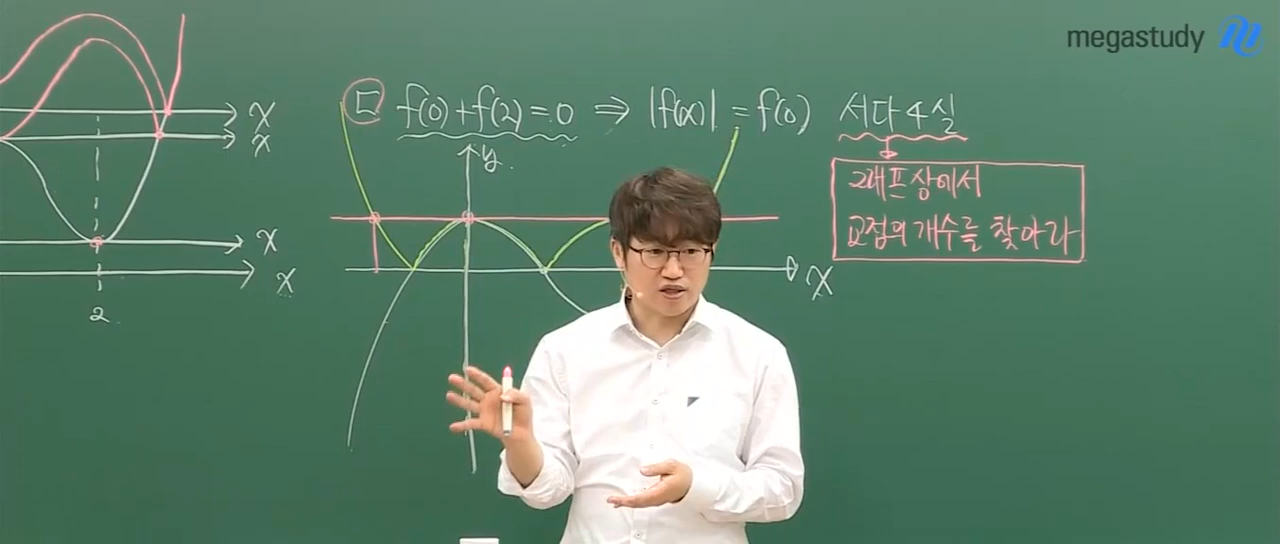 megastudy
ㄷ f(0)+f(2)=0 ⇒ |f(x)| = f(0) 서다4실
그래프상에서
교점의 개수를 찾아라
y
x
x
x
x
x
2